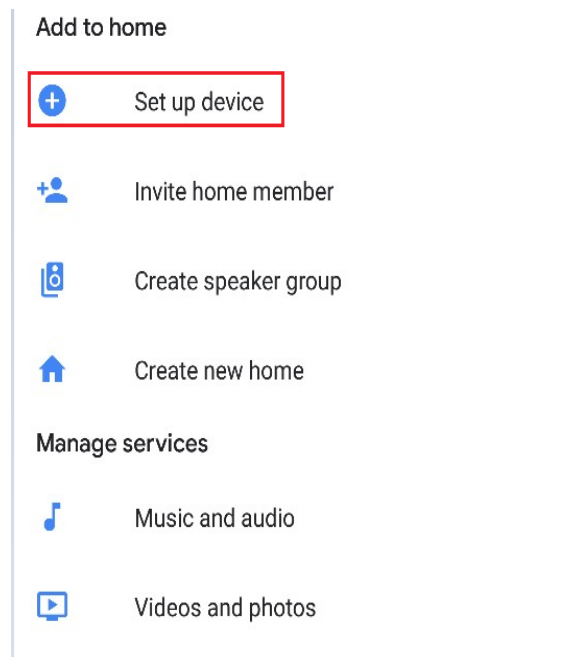 Add to home
Set up device
Invite home member
Create speaker group
Create new home
Manage services
Music and audio
Videos and photos